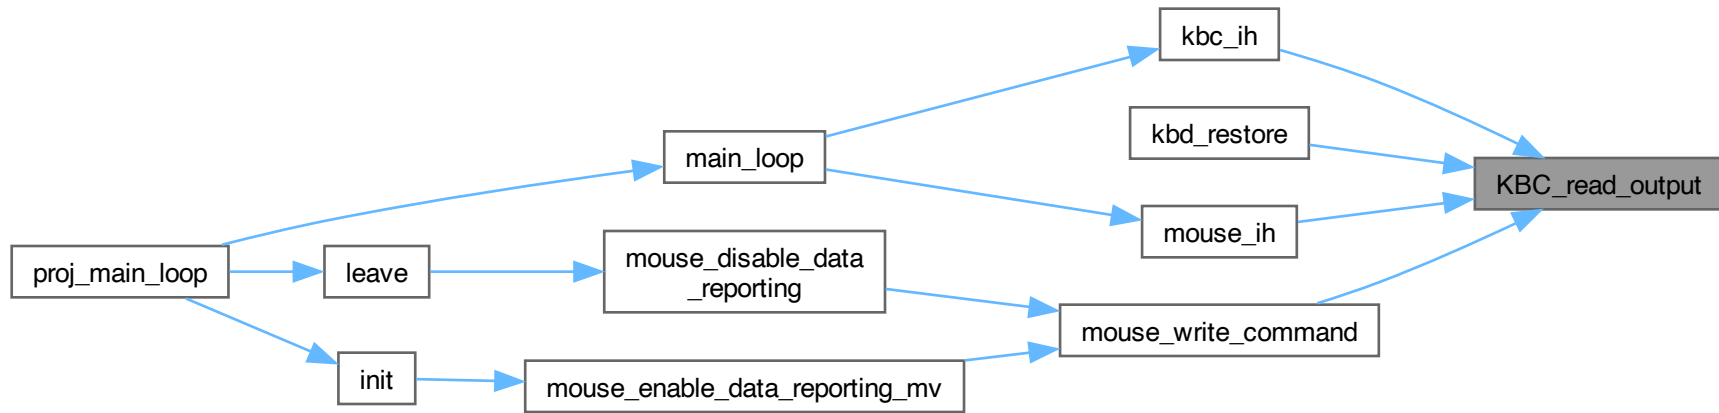 kbc_ih
kbd_restore
main_loop
KBC_read_output
mouse_ih
proj_main_loop
leave
mouse_disable_data
_reporting
mouse_write_command
init
mouse_enable_data_reporting_mv